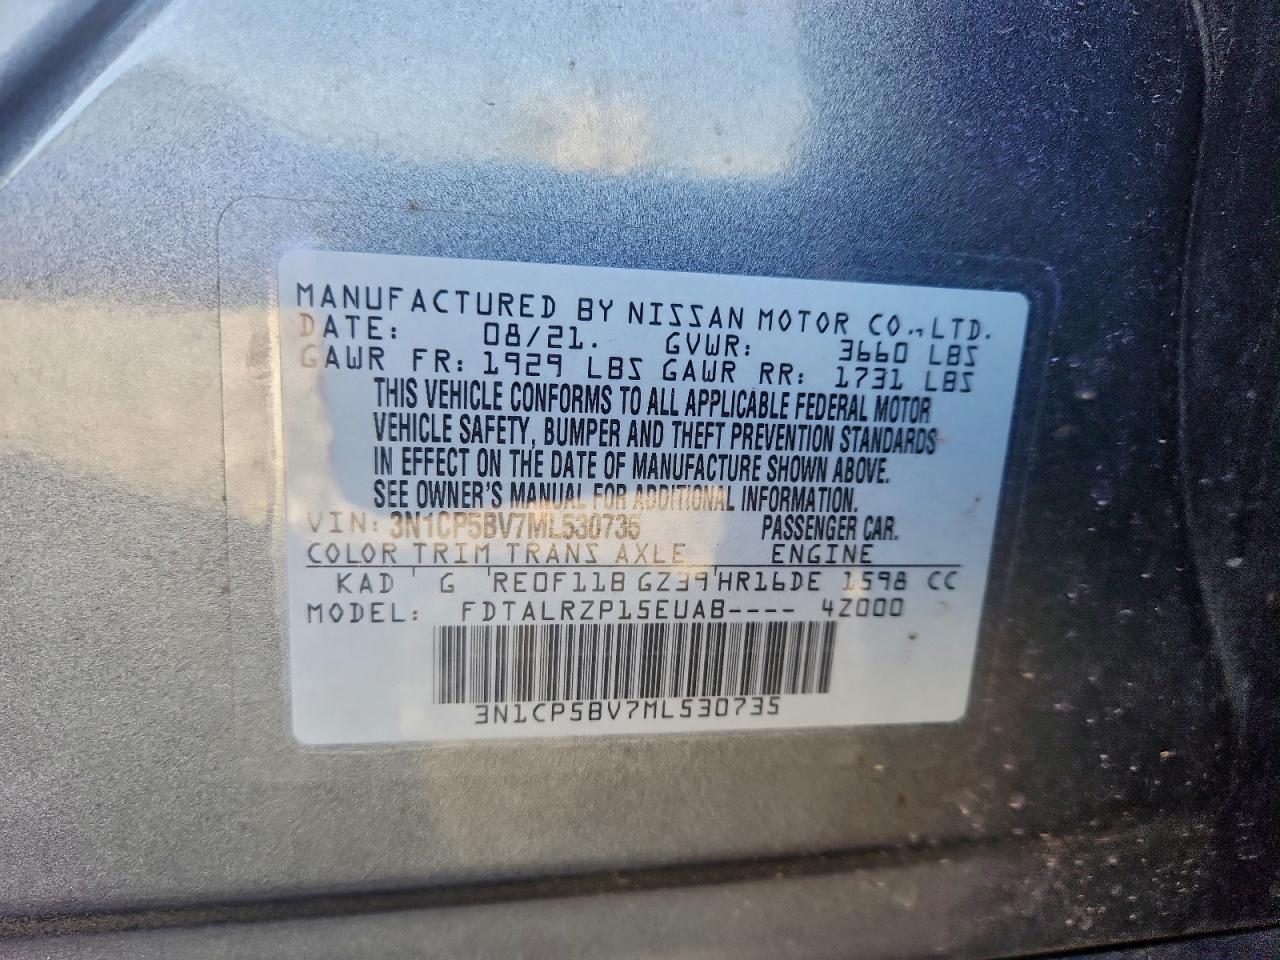 MANUFACTURED BY NISSAN MOTOR CO., LTD.
DATE: 08/21. GVWR: 3660 LBS
GAWR FR: 1929 LBS GAWR RR: 1731 LBS
THIS VEHICLE CONFORMS TO ALL APPLICABLE FEDERAL MOTOR
VEHICLE SAFETY, BUMPER AND THEFT PREVENTION STANDARDS
IN EFFECT ON THE DATE OF MANUFACTURE SHOWN ABOVE.
SEE OWNER'S MANUAL FOR ADDITIONAL INFORMATION.
VIN: 3N1CP5BV7ML530735 PASSENGER CAR.
COLOR TRIM TRANS AXLE ENGINE
KAD G RE0F11B GZ39 HR16DE 1598 CC
MODEL: FDTALRZP15EUAB---- 4Z000
3N1CP5BV7ML530735